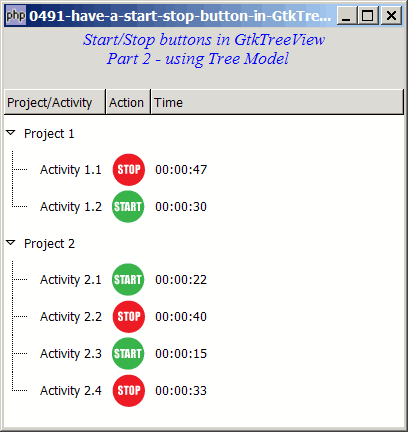 php 0491-have-a-start-stop-button-in-GtkTre...
Start/Stop buttons in GtkTreeView
Part 2 - using Tree Model
Project/Activity Action Time
Project 1
Activity 1.1 STOP 00:00:47
Activity 1.2 START 00:00:30
Project 2
Activity 2.1 START 00:00:22
Activity 2.2 STOP 00:00:40
Activity 2.3 START 00:00:15
Activity 2.4 STOP 00:00:33